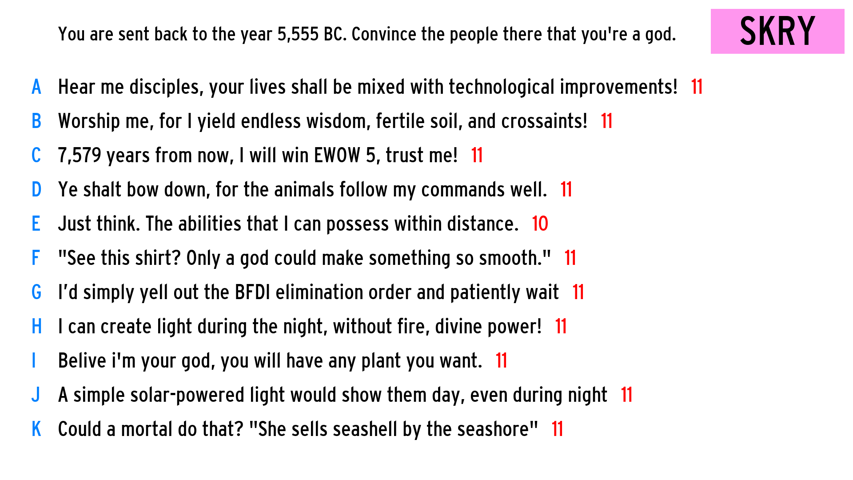 You are sent back to the year 5,555 BC. Convince the people there that you're a god.
SKRY
A Hear me disciples, your lives shall be mixed with technological improvements! 11
B Worship me, for I yield endless wisdom, fertile soil, and crossaints! 11
C 7,579 years from now, I will win EWOW 5, trust me! 11
D Ye shalt bow down, for the animals follow my commands well. 11
E Just think. The abilities that I can possess within distance. 10
F "See this shirt? Only a god could make something so smooth." 11
G I'd simply yell out the BFDI elimination order and patiently wait 11
H I can create light during the night, without fire, divine power! 11
I Belive i'm your god, you will have any plant you want. 11
J A simple solar-powered light would show them day, even during night 11
K Could a mortal do that? "She sells seashell by the seashore" 11